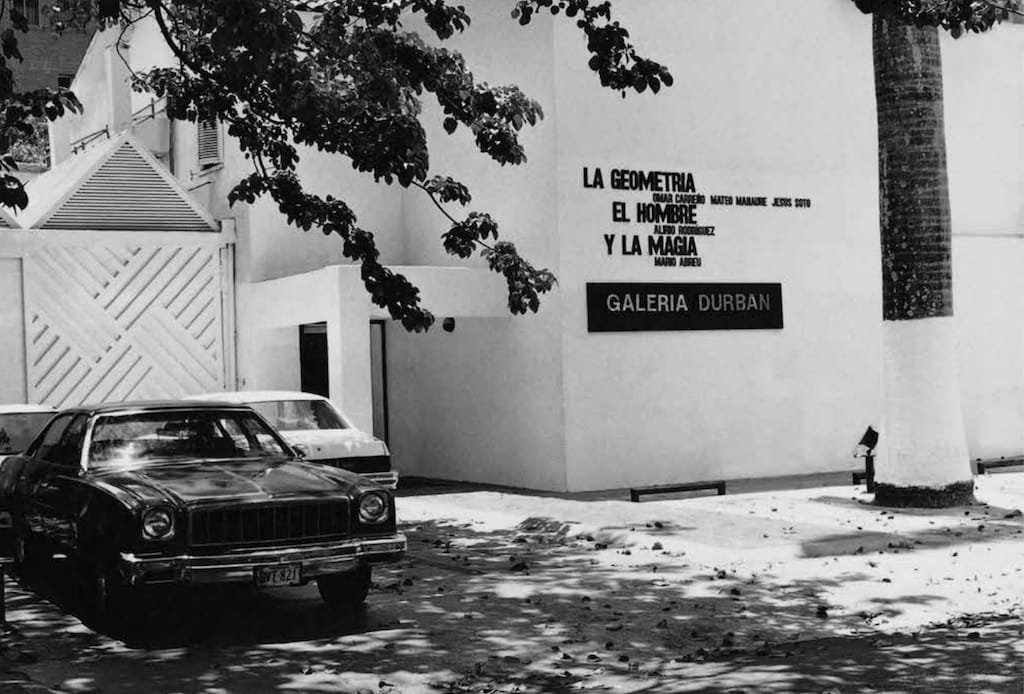 LA GEOMETRIA
OMAR CARREÑO MATEO MANAURE JESUS SOTO
EL HOMBRE
ALIRIO RODRIGUEZ
Y LA MAGIA
MARIO ABREU
GALERIA DURBAN